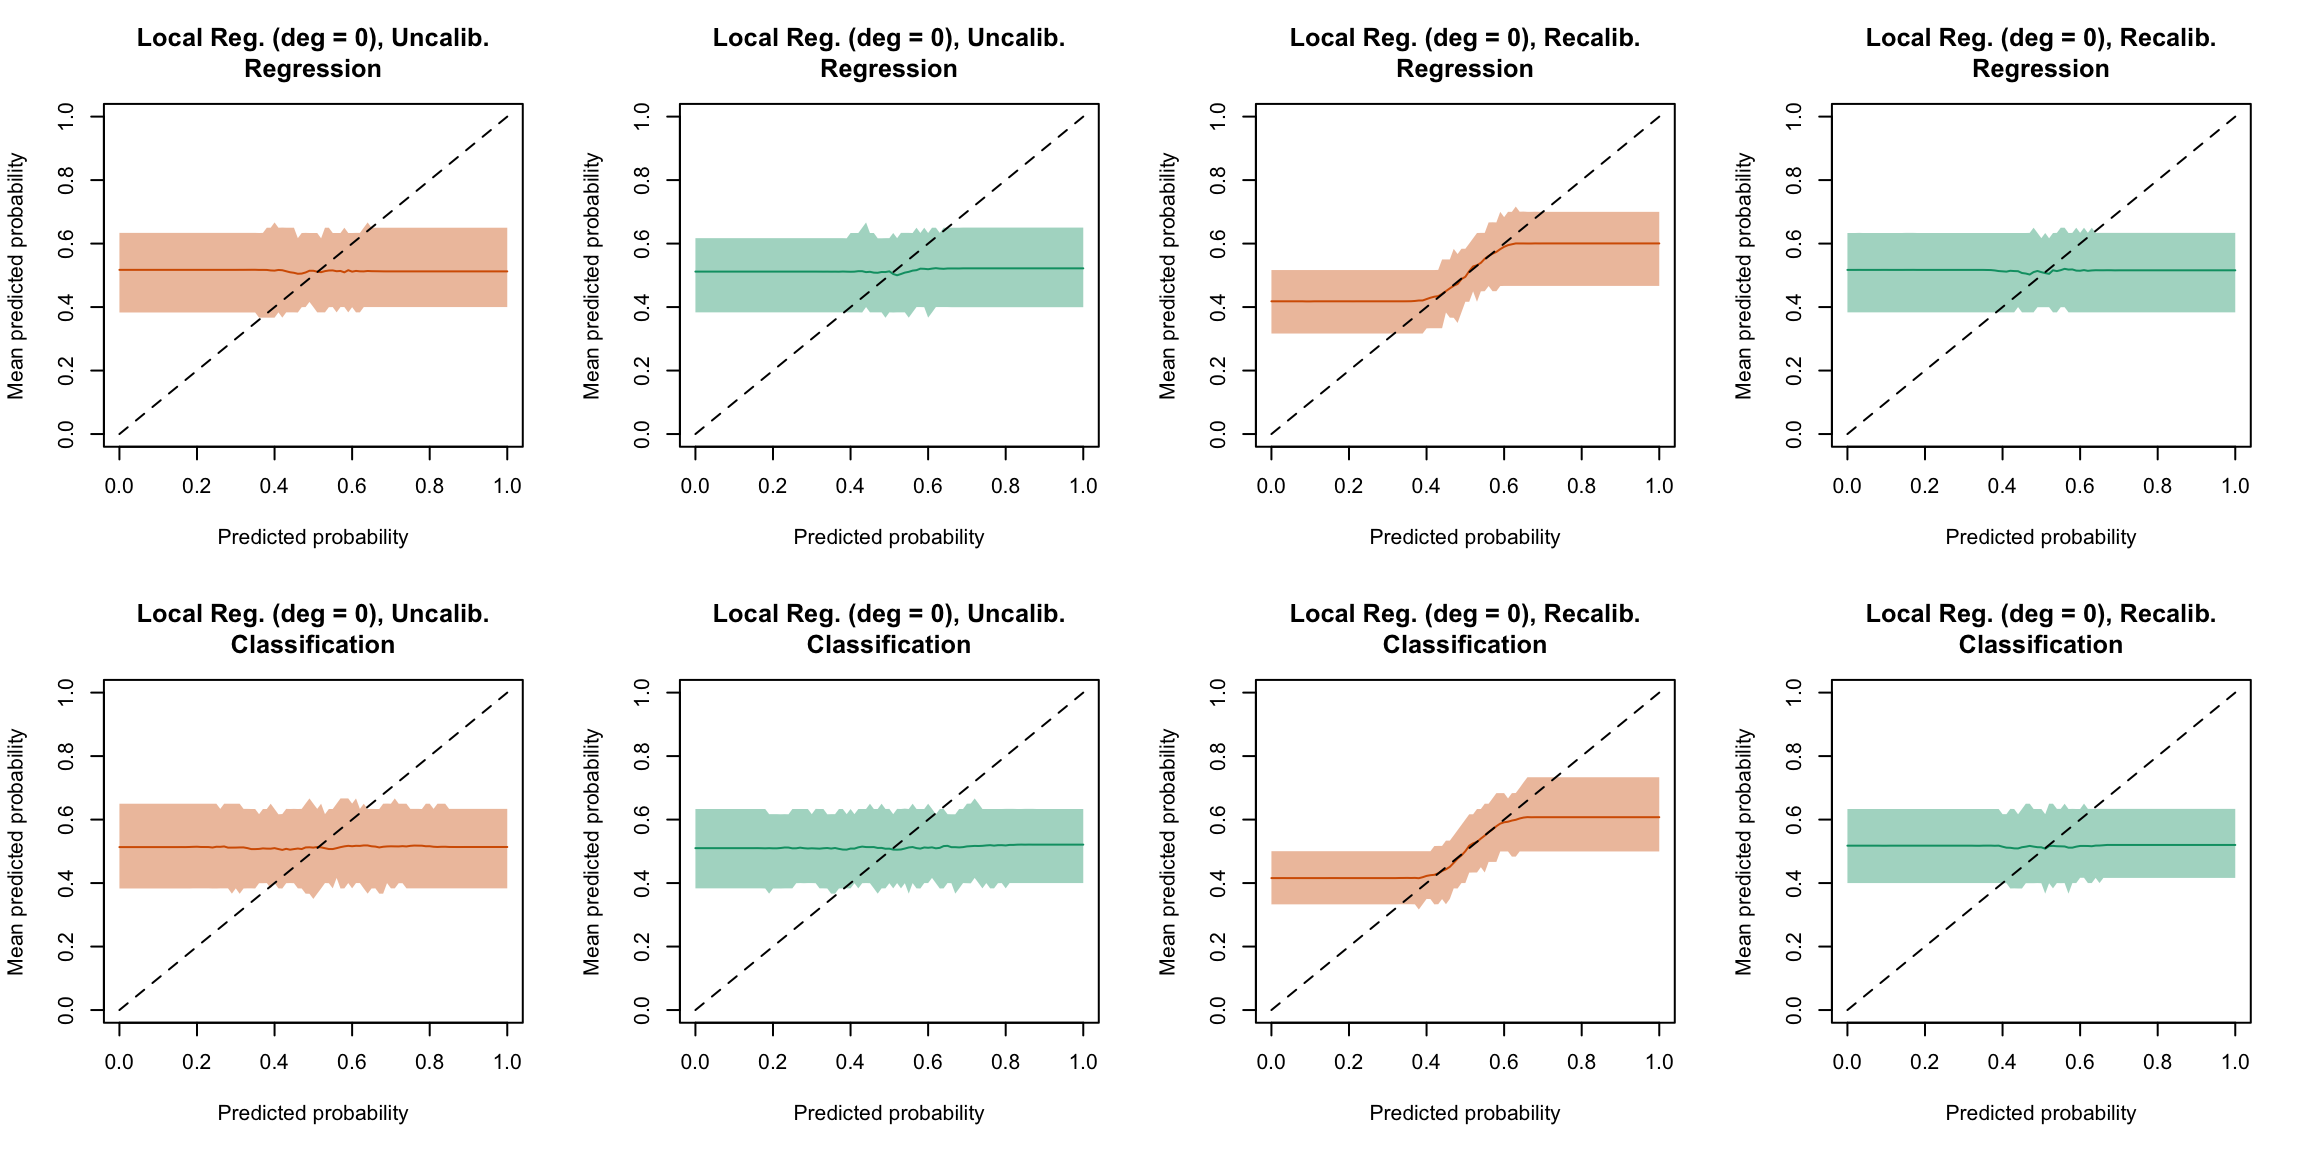 Local Reg. (deg = 0), Uncalib.
Regression
Mean predicted probability
1.0
0.8
0.6
0.4
0.2
0.0
0.0 0.2 0.4 0.6 0.8 1.0
Predicted probability
Local Reg. (deg = 0), Uncalib.
Regression
Mean predicted probability
1.0
0.8
0.6
0.4
0.2
0.0
0.0 0.2 0.4 0.6 0.8 1.0
Predicted probability
Local Reg. (deg = 0), Recalib.
Regression
Mean predicted probability
1.0
0.8
0.6
0.4
0.2
0.0
0.0 0.2 0.4 0.6 0.8 1.0
Predicted probability
Local Reg. (deg = 0), Recalib.
Regression
Mean predicted probability
1.0
0.8
0.6
0.4
0.2
0.0
0.0 0.2 0.4 0.6 0.8 1.0
Predicted probability
Local Reg. (deg = 0), Uncalib.
Classification
Mean predicted probability
1.0
0.8
0.6
0.4
0.2
0.0
0.0 0.2 0.4 0.6 0.8 1.0
Predicted probability
Local Reg. (deg = 0), Uncalib.
Classification
Mean predicted probability
1.0
0.8
0.6
0.4
0.2
0.0
0.0 0.2 0.4 0.6 0.8 1.0
Predicted probability
Local Reg. (deg = 0), Recalib.
Classification
Mean predicted probability
1.0
0.8
0.6
0.4
0.2
0.0
0.0 0.2 0.4 0.6 0.8 1.0
Predicted probability
Local Reg. (deg = 0), Recalib.
Classification
Mean predicted probability
1.0
0.8
0.6
0.4
0.2
0.0
0.0 0.2 0.4 0.6 0.8 1.0
Predicted probability